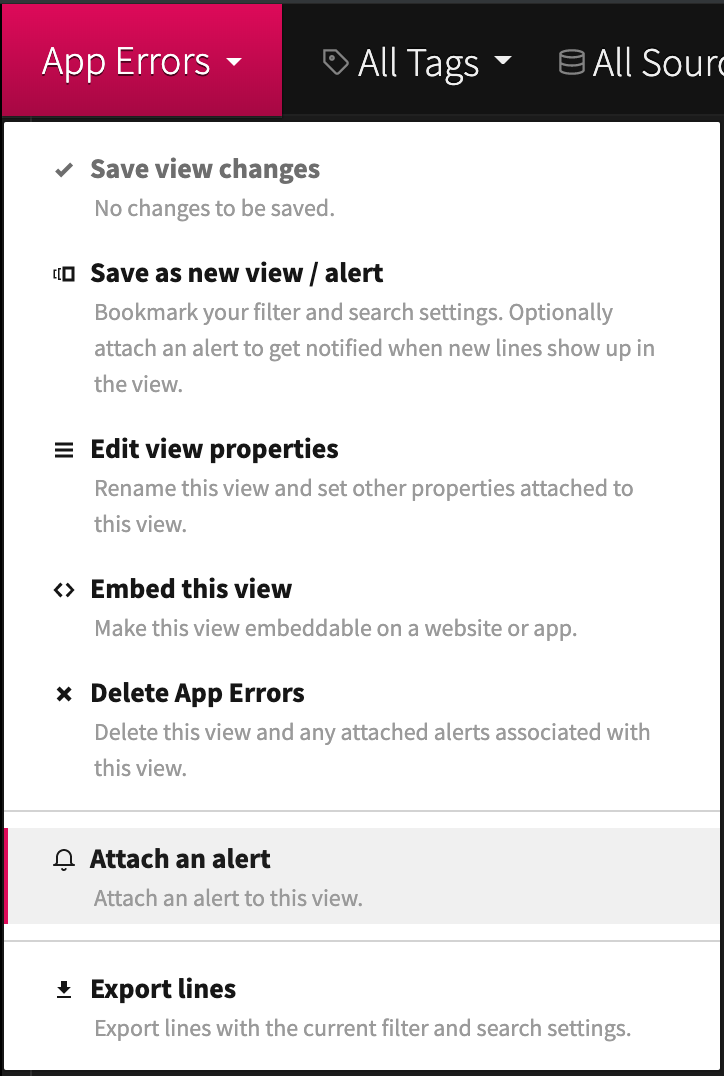 App Errors All Tags All Sourc
Save view changes
No changes to be saved.
Save as new view / alert
Bookmark your filter and search settings. Optionally
attach an alert to get notified when new lines show up in
the view.
Edit view properties
Rename this view and set other properties attached to
this view.
Embed this view
Make this view embeddable on a website or app.
Delete App Errors
Delete this view and any attached alerts associated with
this view.
Attach an alert
Attach an alert to this view.
Export lines
Export lines with the current filter and search settings.